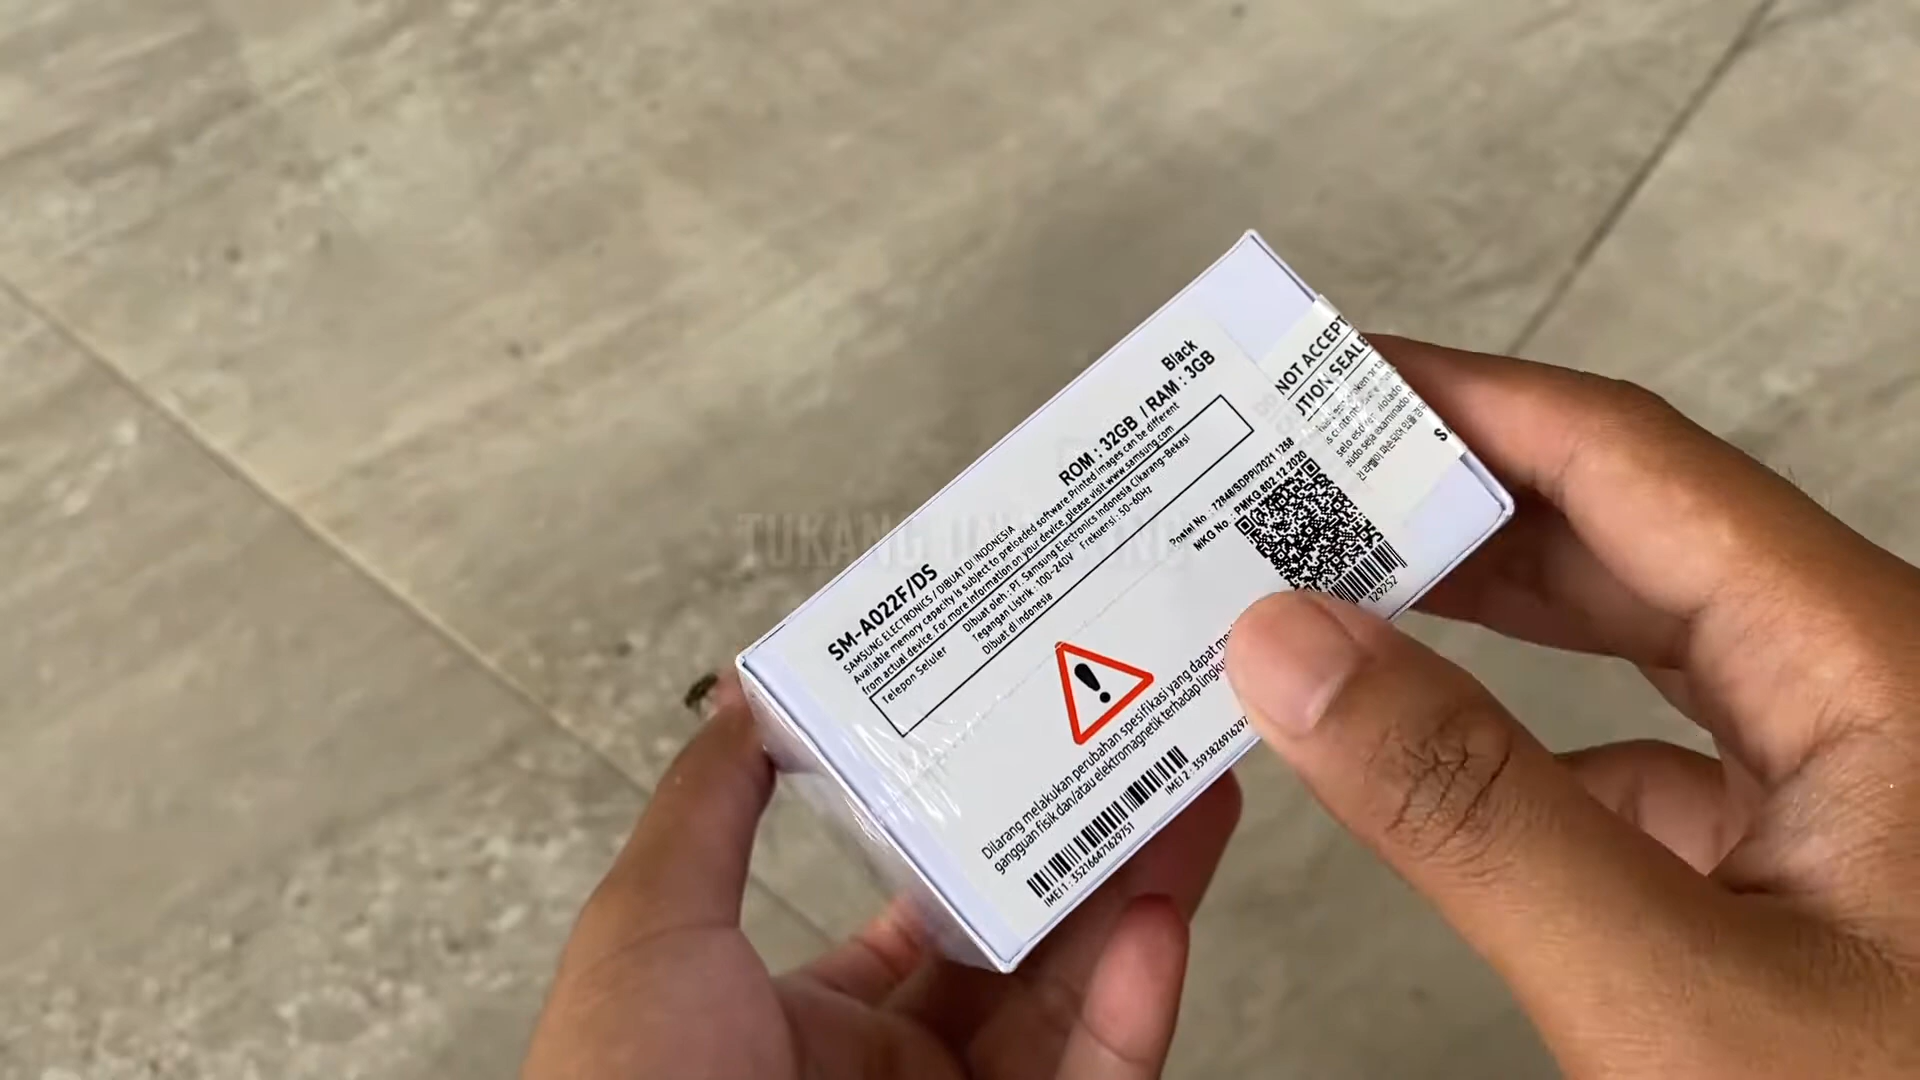 Black
ROM : 32GB / RAM : 3GB
SM-A022F/DS
SAMSUNG ELECTRONICS / DIBUAT DI INDONESIA
Available memory capacity is subject to preloaded software.Printed images can be different
from actual device. For more information on your device, please visit www.samsung.com
Telepon Seluler
Dibuat oleh : PT. Samsung Electronics Indonesia Cikarang-Bekasi
Tegangan Listrik : 100-240V Frekuensi : 50~60Hz
Dibuat di Indonesia
Postel No. : 72848/SDPPI/2021 1268
MKG No. : PMKG.802.12.2020
Dilarang melakukan perubahan spesifikasi yang dapat
gangguan fisik dan/atau elektromagnetik terhadap
IMEI 1 : 352166471629751
IMEI 2 :
129752
NOT ACCEPT
TUKANG